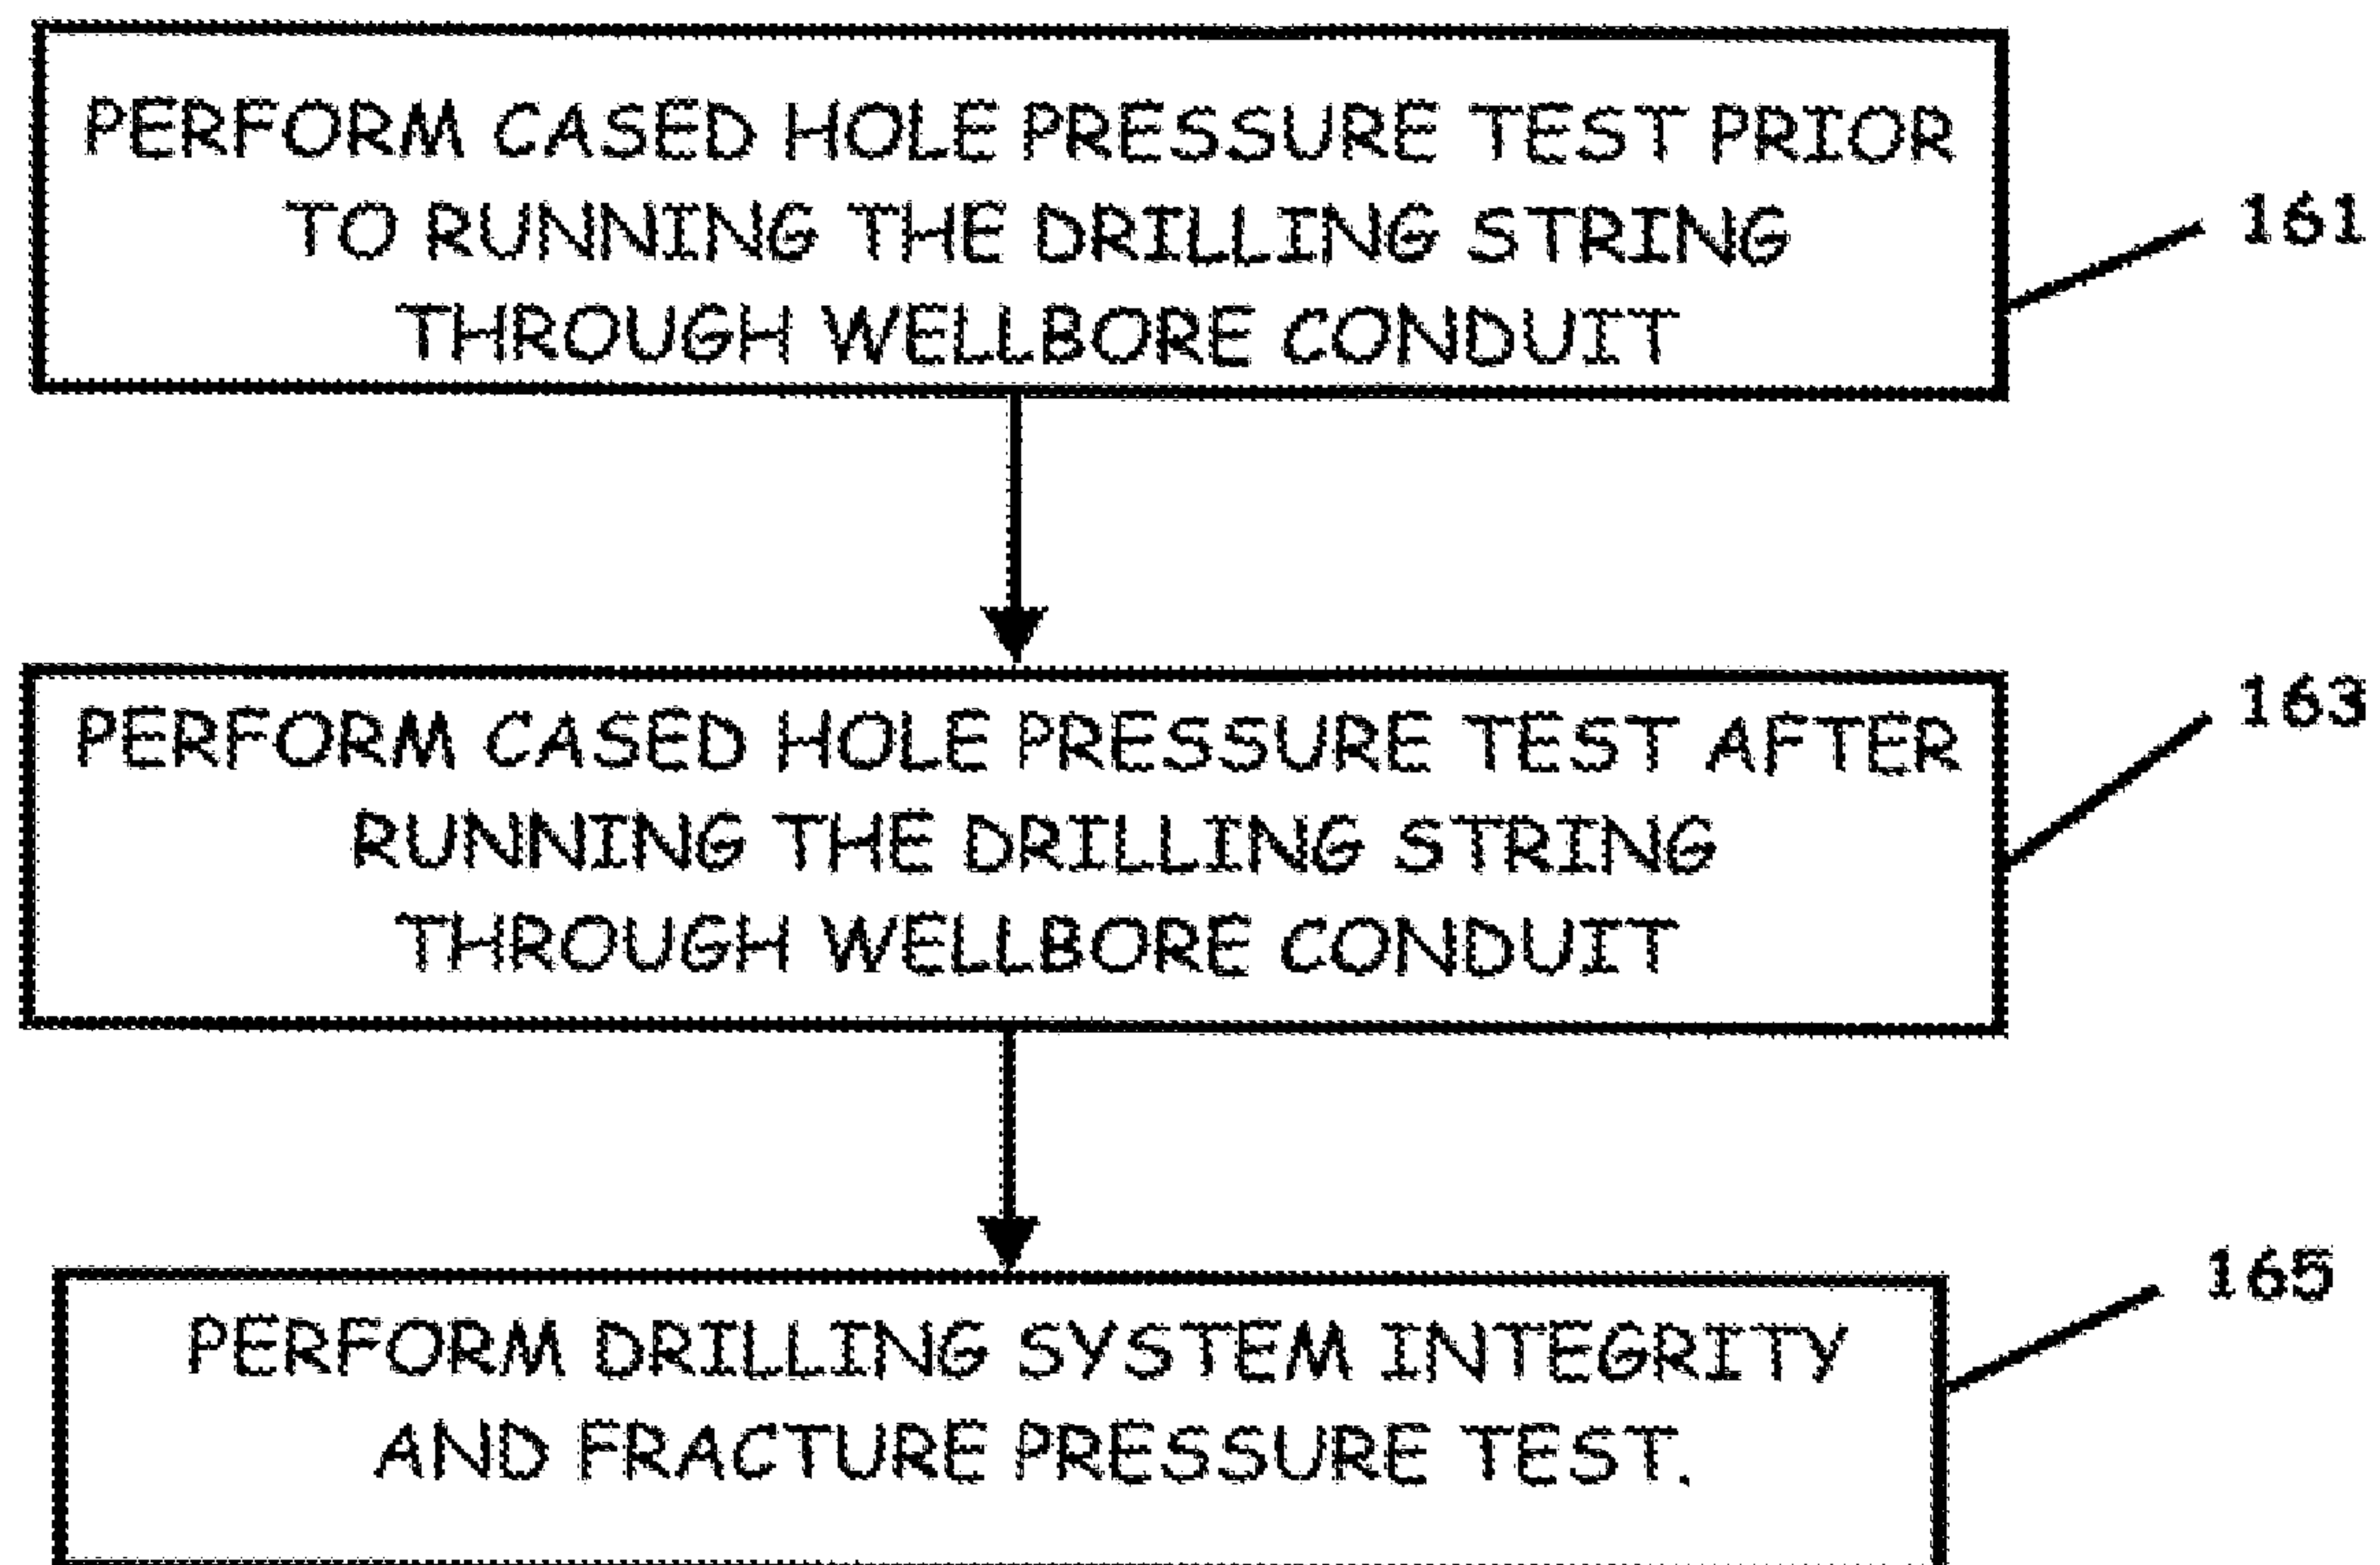 PERFORM CASED HOLE PRESSURE TEST PRIOR
TO RUNNING THE DRILLING STRING
THROUGH WELLBORE CONDUIT
161
PERFORM CASED HOLE PRESSURE TEST AFTER
RUNNING THE DRILLING STRING
THROUGH WELLBORE CONDUIT
163
PERFORM DRILLING SYSTEM INTEGRITY
AND FRACTURE PRESSURE TEST.
165